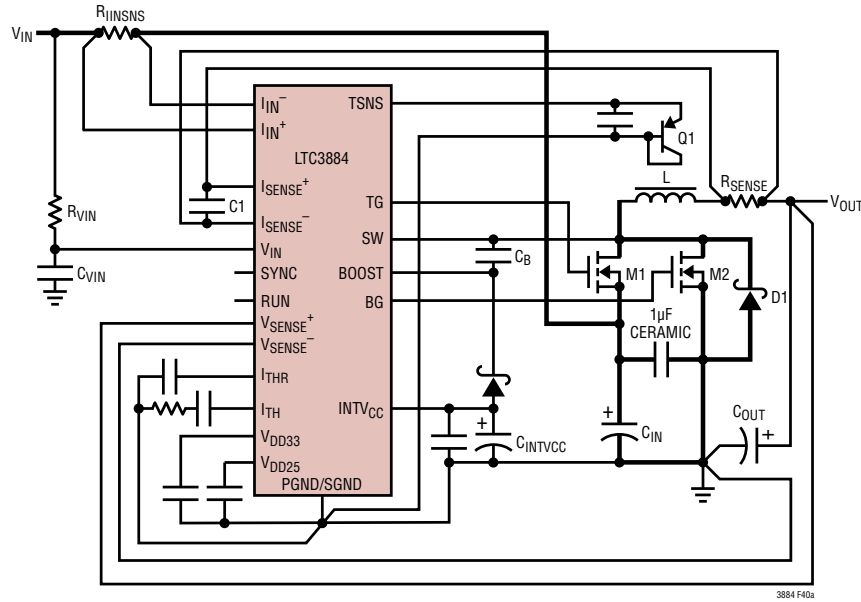 RIINSNS
VIN
IIN–
IIN+
TSNS
Q1
LTC3884
ISENSE+
C1
ISENSE–
TG
L
RSENSE
VOUT
RVIN
VIN
SW
CB
SYNC
BOOST
M1
M2
CVIN
RUN
BG
D1
VSENSE+
1µF
CERAMIC
VSENSE–
ITHR
ITH
INTVCC
+
CINTVCC
+
CIN
COUT
+
VDD33
VDD25
PGND/SGND
3884 F40a